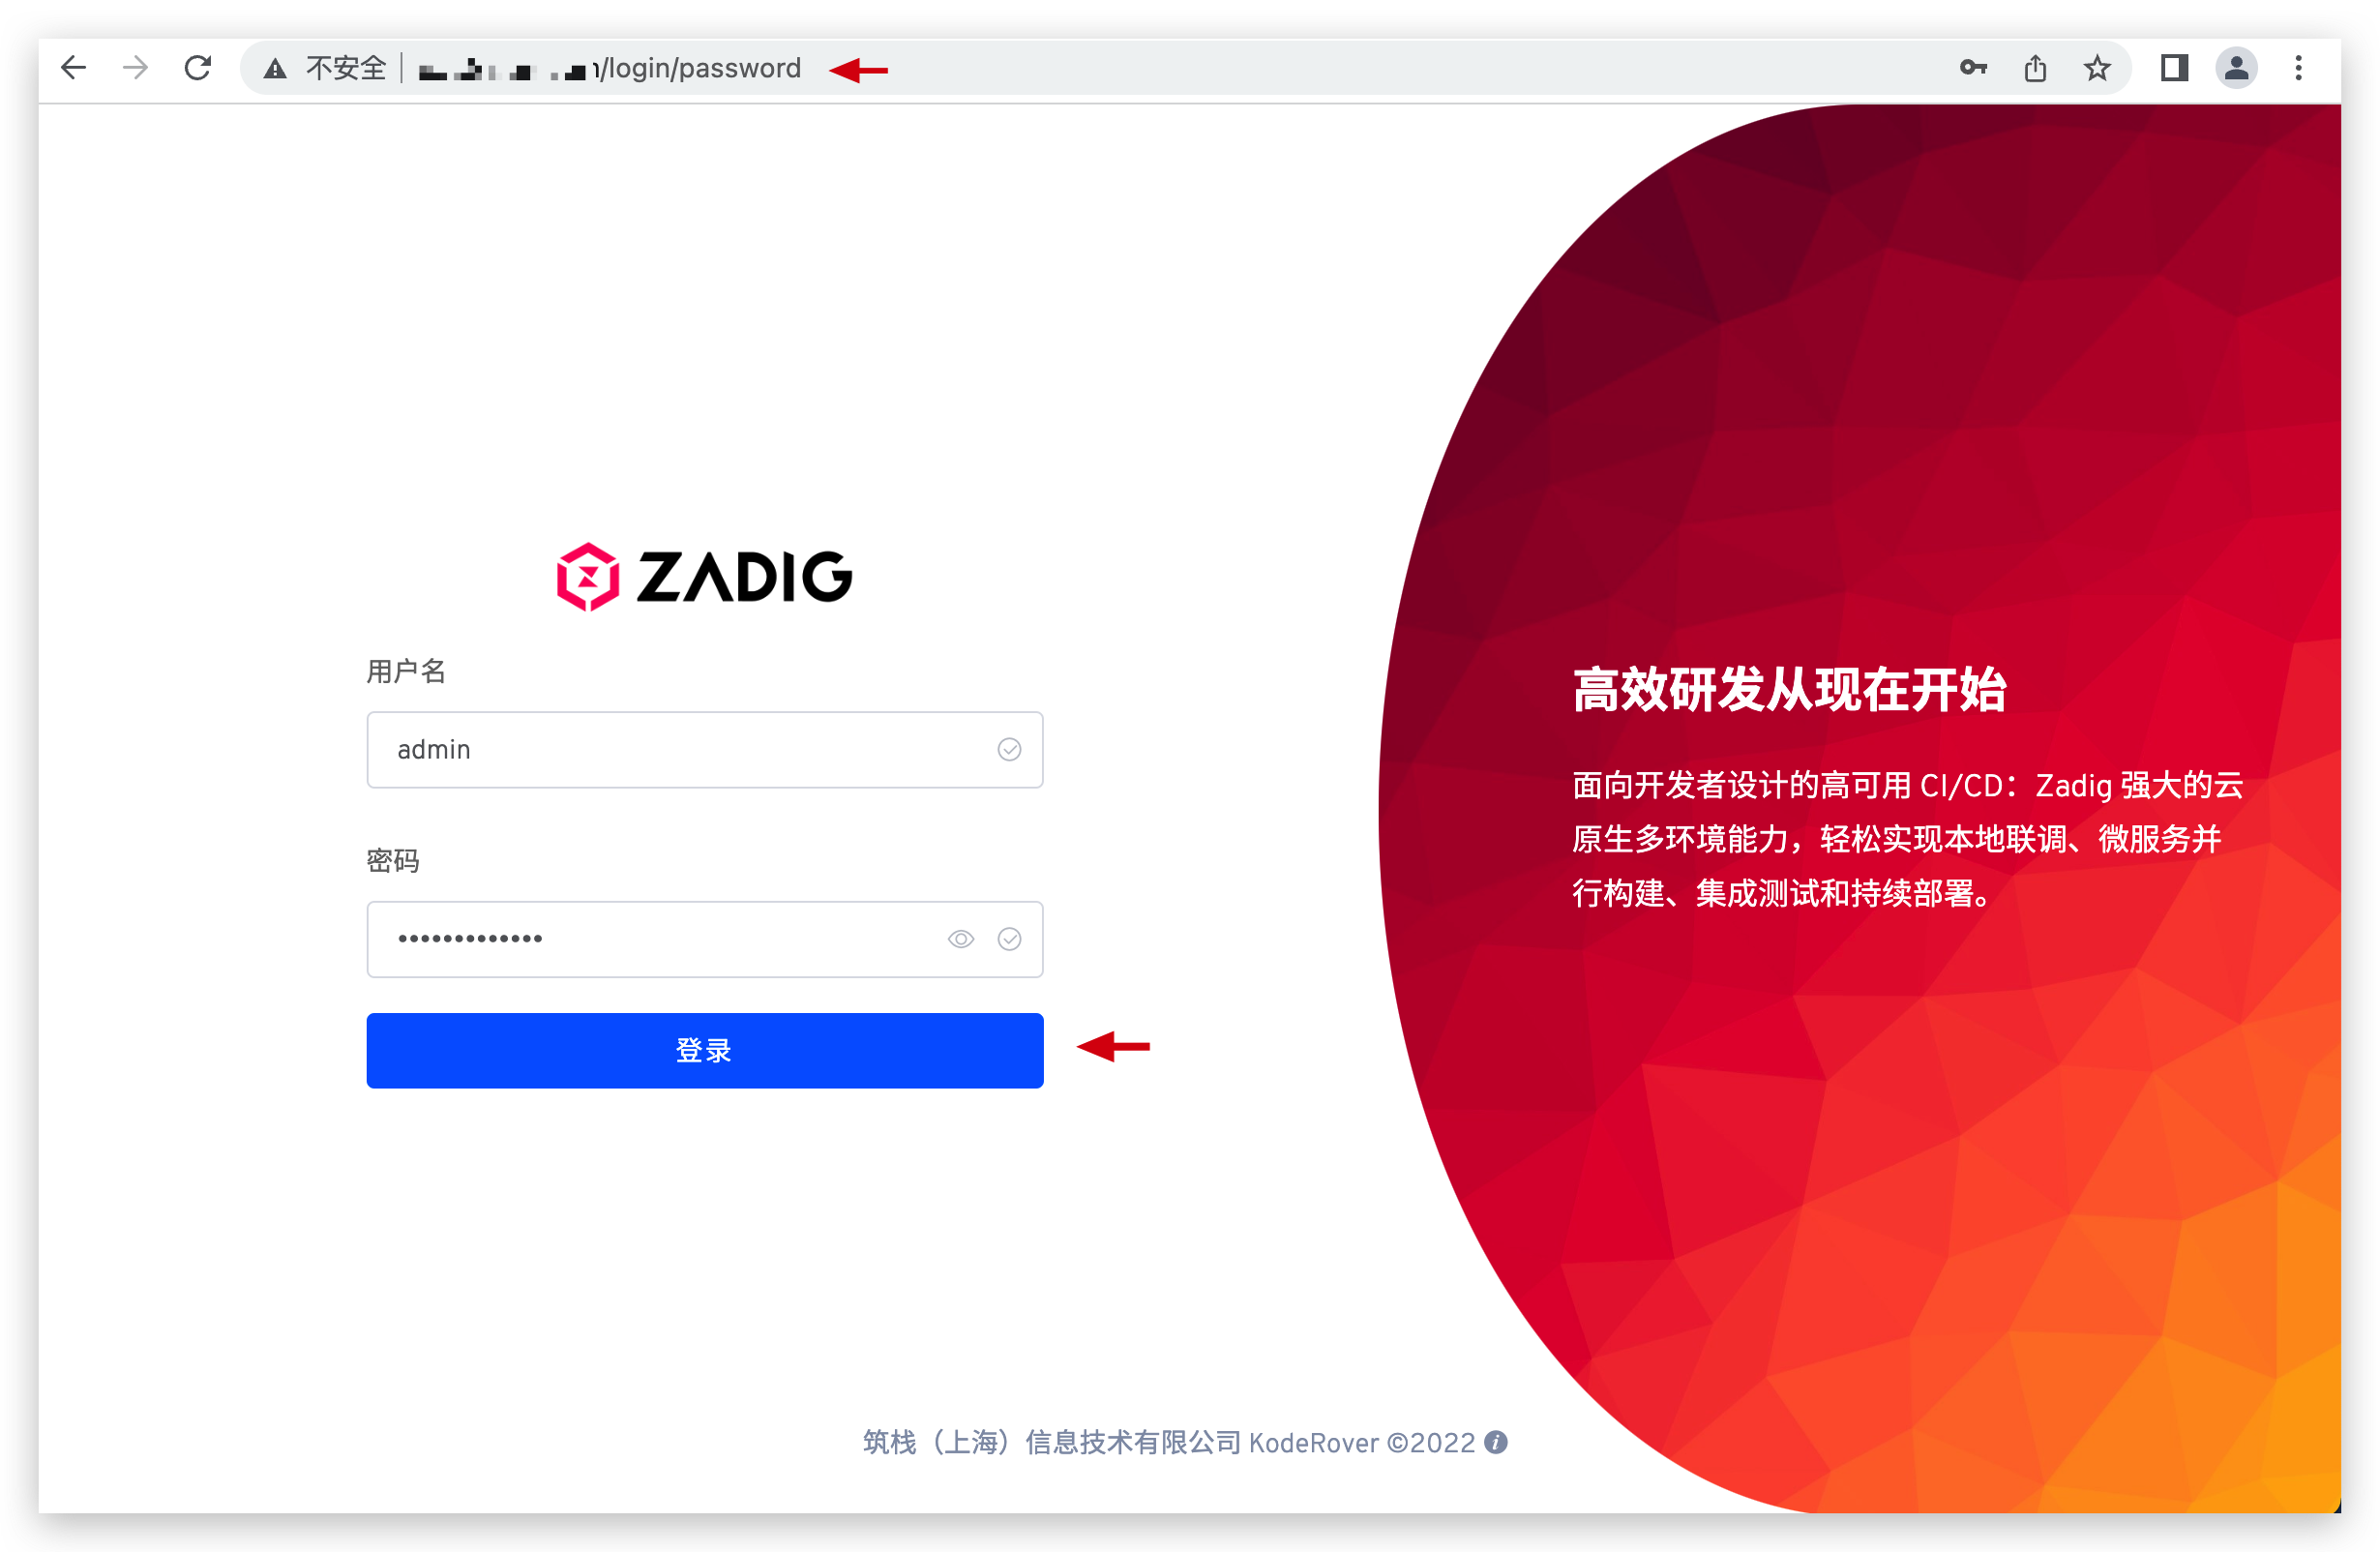 不安全
/login/password
ZADIG
用户名
admin
密码
登录
高效研发从现在开始
面向开发者设计的高可用 CI/CD：Zadig 强大的云
原生多环境能力，轻松实现本地联调、微服务并
行构建、集成测试和持续部署。
筑栈（上海）信息技术有限公司 KodeRover ©2022